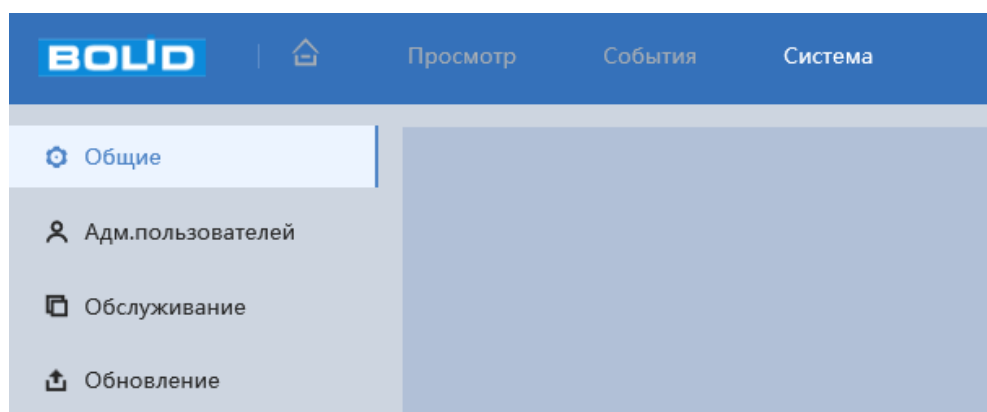 BOLID Просмотр События Система
Общие
Адм.пользователей
Обслуживание
Обновление